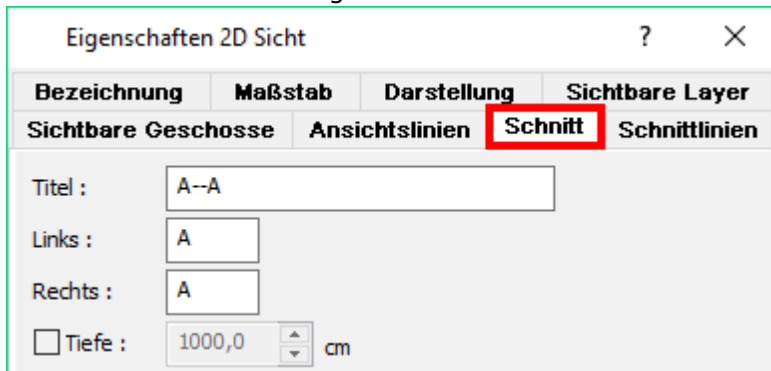 Eigenschaften 2D Sicht ? ×
Bezeichnung Maßstab Darstellung Sichtbare Layer
Sichtbare Geschosse Ansichtslinien Schnitt Schnittlinien
Titel : A--A
Links : A
Rechts : A
Tiefe : 1000,0 cm